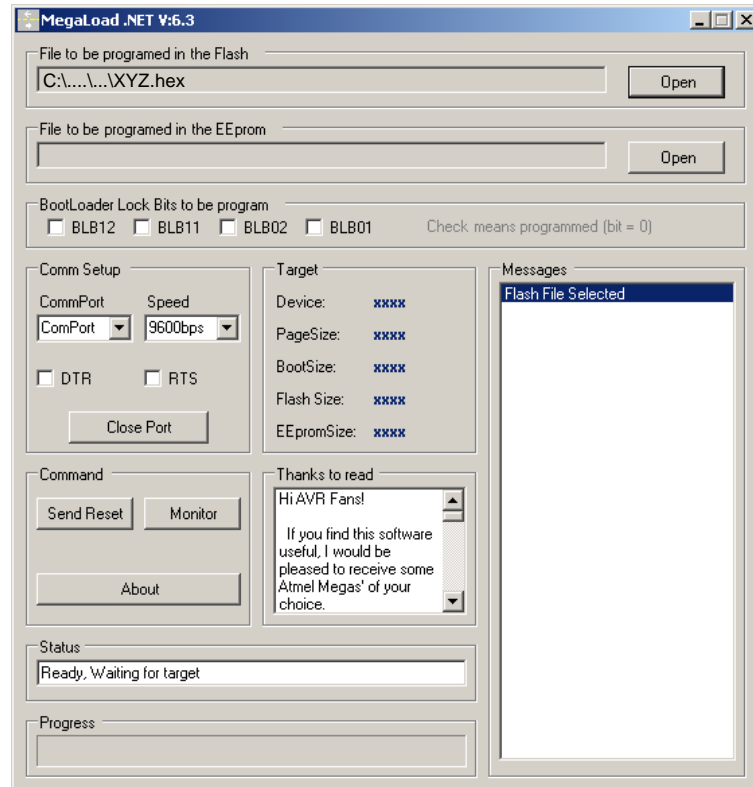 MegaLoad .NET V:6.3
File to be programed in the Flash
C:\....\...\XYZ.hex
Open
File to be programed in the EEprom
Open
BootLoader Lock Bits to be program
BLB12 BLB11 BLB02 BLB01 Check means programmed (bit = 0)
Comm Setup
CommPort Speed
ComPort 9600bps
DTR RTS
Close Port
Target
Device: xxxx
PageSize: xxxx
BootSize: xxxx
Flash Size: xxxx
EEpromSize: xxxx
Messages
Flash File Selected
Command
Send Reset Monitor
About
Thanks to read
Hi AVR Fans!
If you find this software
useful, I would be
pleased to receive some
Atmel Megas' of your
choice.
Status
Ready, Waiting for target
Progress